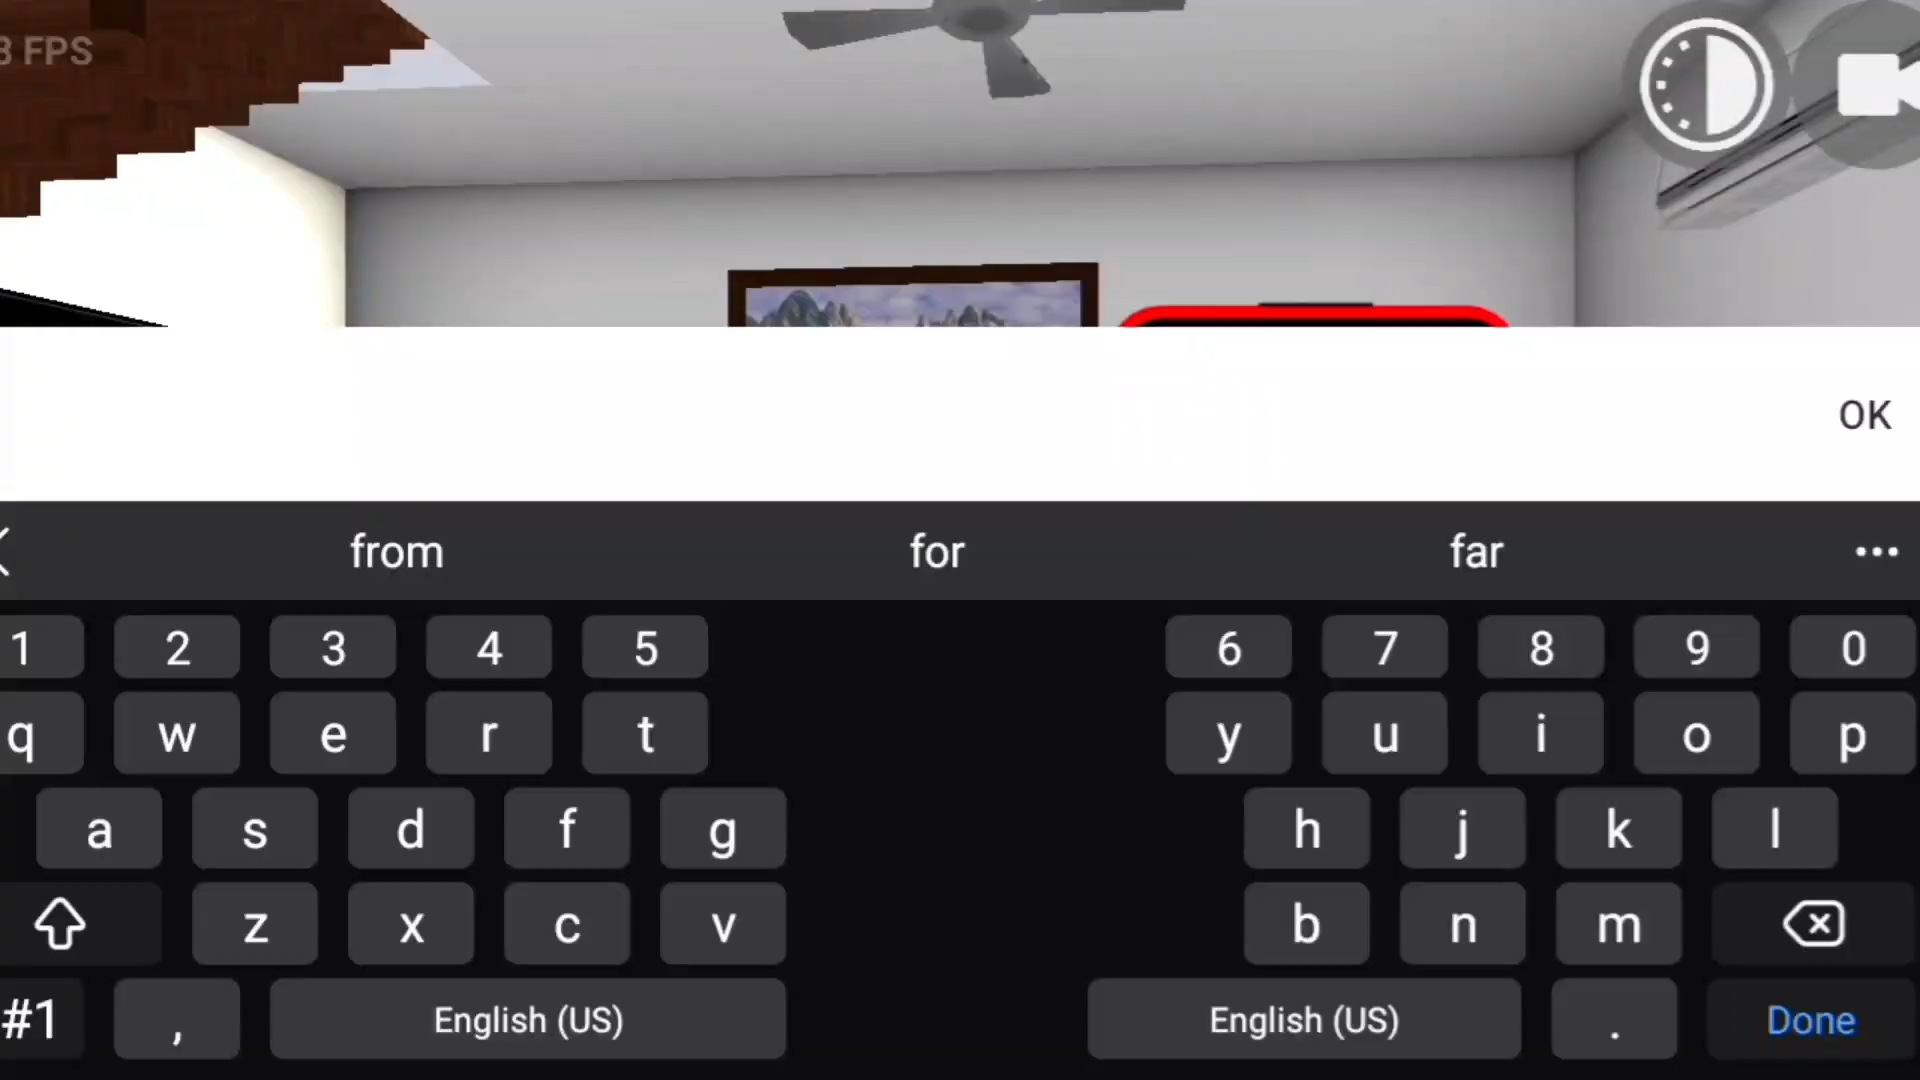 3 FPS
OK
from for far
1 2 3 4 5 6 7 8 9 0
q w e r t y u i o p
a s d f g h j k l
z x c v b n m
#1 , English (US) English (US) . Done